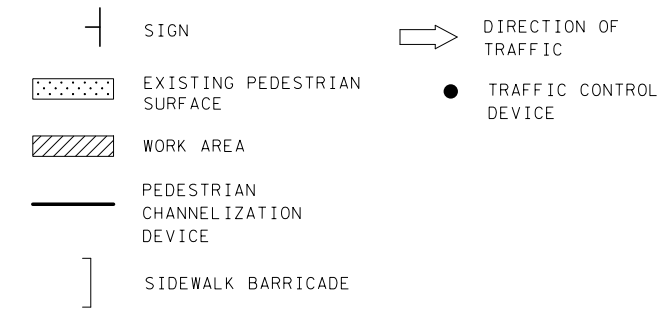 SIGN
EXISTING PEDESTRIAN
SURFACE
WORK AREA
PEDESTRIAN
CHANNELIZATION
DEVICE
SIDEWALK BARRICADE
DIRECTION OF
TRAFFIC
TRAFFIC CONTROL
DEVICE